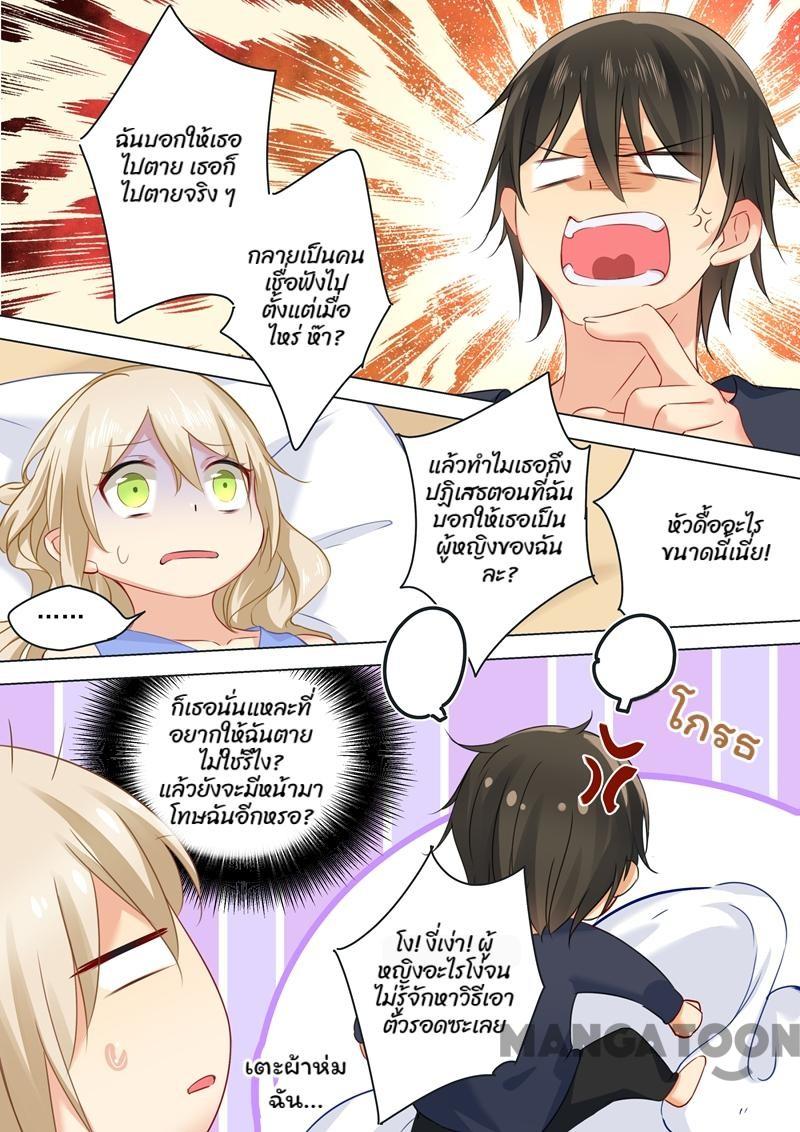 ฉันบอกให้เธอ
ไปตาย เธอก็
ไปตายจริง ๆ
กลายเป็นคน
เชื่อฟังไป
ตั้งแต่เมื่อ
ไหร่ ห๊า?
แล้วทำไมเธอถึง
ปฏิเสธตอนที่ฉัน
บอกให้เธอเป็น
ผู้หญิงของฉัน
ละ?
หัวดื้ออะไร
ขนาดนี้เนี่ย!
......
ก็เธอนั่นแหละที่
อยากให้ฉันตาย
ไม่ใช่รึไง?
แล้วยังจะมีหน้ามา
โทษฉันอีกหรอ?
โกรธ
โง่! งี่เง่า! ผู้
หญิงอะไรโง่จน
ไม่รู้จักหาวิธีเอา
ตัวรอดซะเลย
เตะผ้าห่ม
ฉัน...
MANGATOON